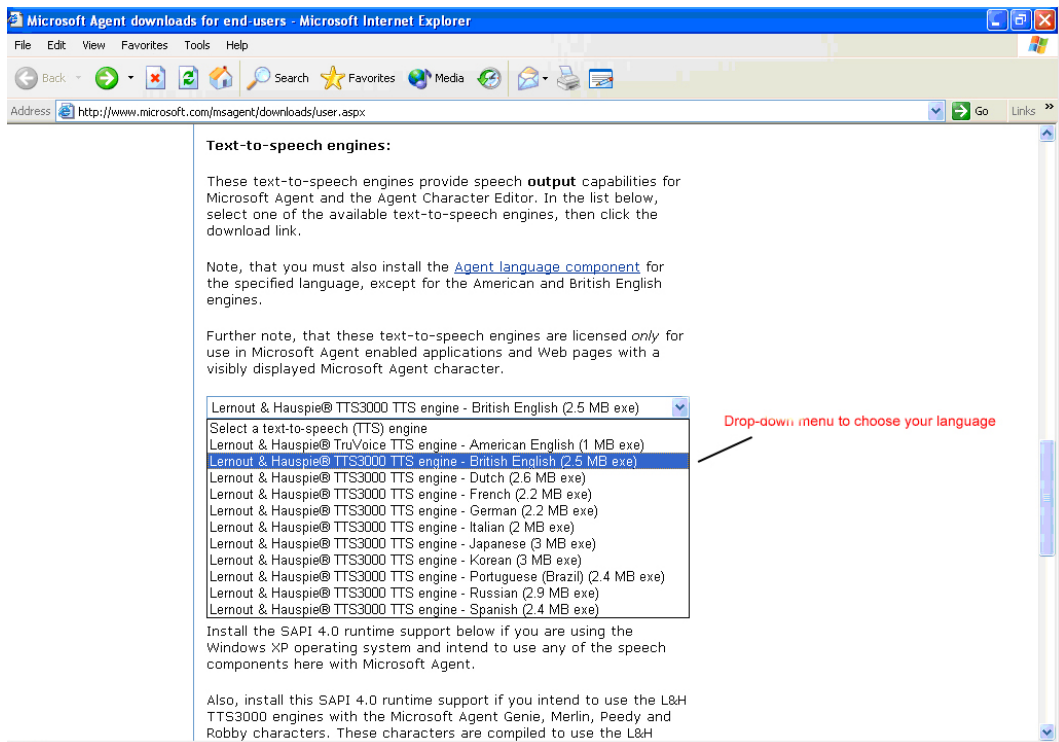 Microsoft Agent downloads for end-users - Microsoft Internet Explorer
File Edit View Favorites Tools Help
Back Search Favorites Media
Address http://www.microsoft.com/msagent/downloads/user.aspx Go Links »
Text-to-speech engines:
These text-to-speech engines provide speech output capabilities for
Microsoft Agent and the Agent Character Editor. In the list below,
select one of the available text-to-speech engines, then click the
download link.
Note, that you must also install the Agent language component for
the specified language, except for the American and British English
engines.
Further note, that these text-to-speech engines are licensed only for
use in Microsoft Agent enabled applications and Web pages with a
visibly displayed Microsoft Agent character.
Lernout & Hauspie® TTS3000 TTS engine - British English (2.5 MB exe)
Drop-down menu to choose your language
Select a text-to-speech (TTS) engine
Lernout & Hauspie® TruVoice TTS engine - American English (1 MB exe)
Lernout & Hauspie® TTS3000 TTS engine - British English (2.5 MB exe)
Lernout & Hauspie® TTS3000 TTS engine - Dutch (2.6 MB exe)
Lernout & Hauspie® TTS3000 TTS engine - French (2.2 MB exe)
Lernout & Hauspie® TTS3000 TTS engine - German (2.2 MB exe)
Lernout & Hauspie® TTS3000 TTS engine - Italian (2 MB exe)
Lernout & Hauspie® TTS3000 TTS engine - Japanese (3 MB exe)
Lernout & Hauspie® TTS3000 TTS engine - Korean (3 MB exe)
Lernout & Hauspie® TTS3000 TTS engine - Portuguese (Brazil) (2.4 MB exe)
Lernout & Hauspie® TTS3000 TTS engine - Russian (2.9 MB exe)
Lernout & Hauspie® TTS3000 TTS engine - Spanish (2.4 MB exe)
Install the SAPI 4.0 runtime support below if you are using the
Windows XP operating system and intend to use any of the speech
components here with Microsoft Agent.
Also, install this SAPI 4.0 runtime support if you intend to use the L&H
TTS3000 engines with the Microsoft Agent Genie, Merlin, Peedy and
Robby characters. These characters are compiled to use the L&H